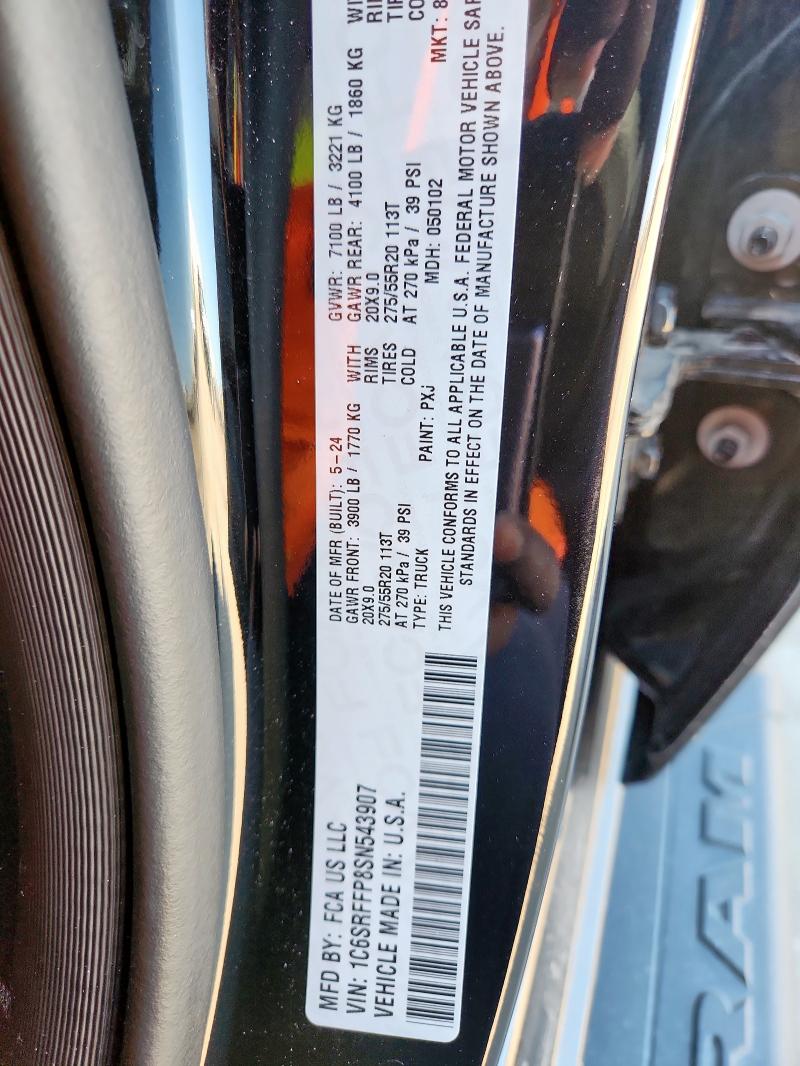 MFD BY: FCA US LLC
VIN: 1C6SRFFP8SN543907
VEHICLE MADE IN: U.S.A.
DATE OF MFR (BUILT): 5-24 GVWR: 7100 LB / 3221 KG
GAWR FRONT: 3900 LB / 1770 KG WITH GAWR REAR: 4100 LB / 1860 KG
20X9.0 RIMS 20X9.0
275/55R20 113T TIRES 275/55R20 113T
AT 270 kPa / 39 PSI COLD AT 270 kPa / 39 PSI
TYPE: TRUCK PAINT: PXJ MDH: 050102 MKT:
THIS VEHICLE CONFORMS TO ALL APPLICABLE U.S.A. FEDERAL MOTOR VEHICLE
STANDARDS IN EFFECT ON THE DATE OF MANUFACTURE SHOWN ABOVE.
RAM